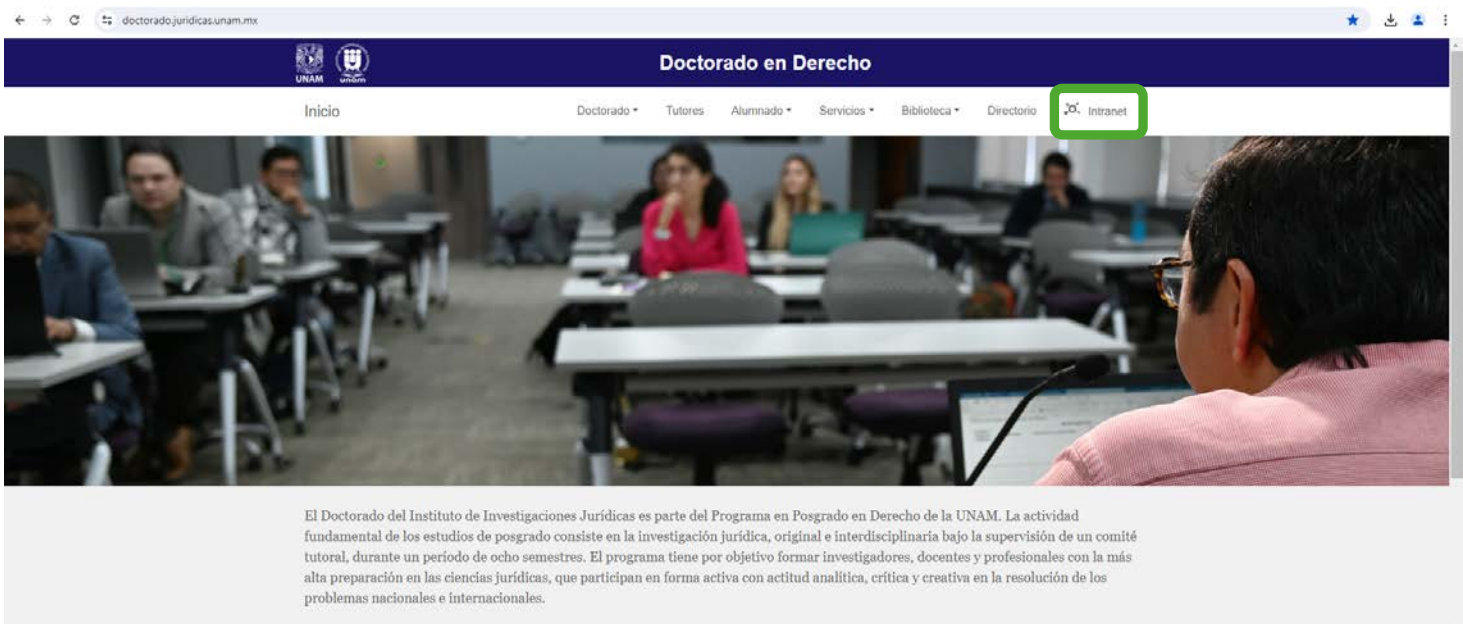 doctorado.juridicas.unam.mx
UNAM unam
Doctorado en Derecho
Inicio Doctorado Tutores Alumnado Servicios Biblioteca Directorio Intranet
El Doctorado del Instituto de Investigaciones Jurídicas es parte del Programa en Posgrado en Derecho de la UNAM. La actividad
fundamental de los estudios de posgrado consiste en la investigación jurídica, original e interdisciplinaria bajo la supervisión de un comité
tutoral, durante un período de ocho semestres. El programa tiene por objetivo formar investigadores, docentes y profesionales con la más
alta preparación en las ciencias jurídicas, que participan en forma activa con actitud analítica, crítica y creativa en la resolución de los
problemas nacionales e internacionales.